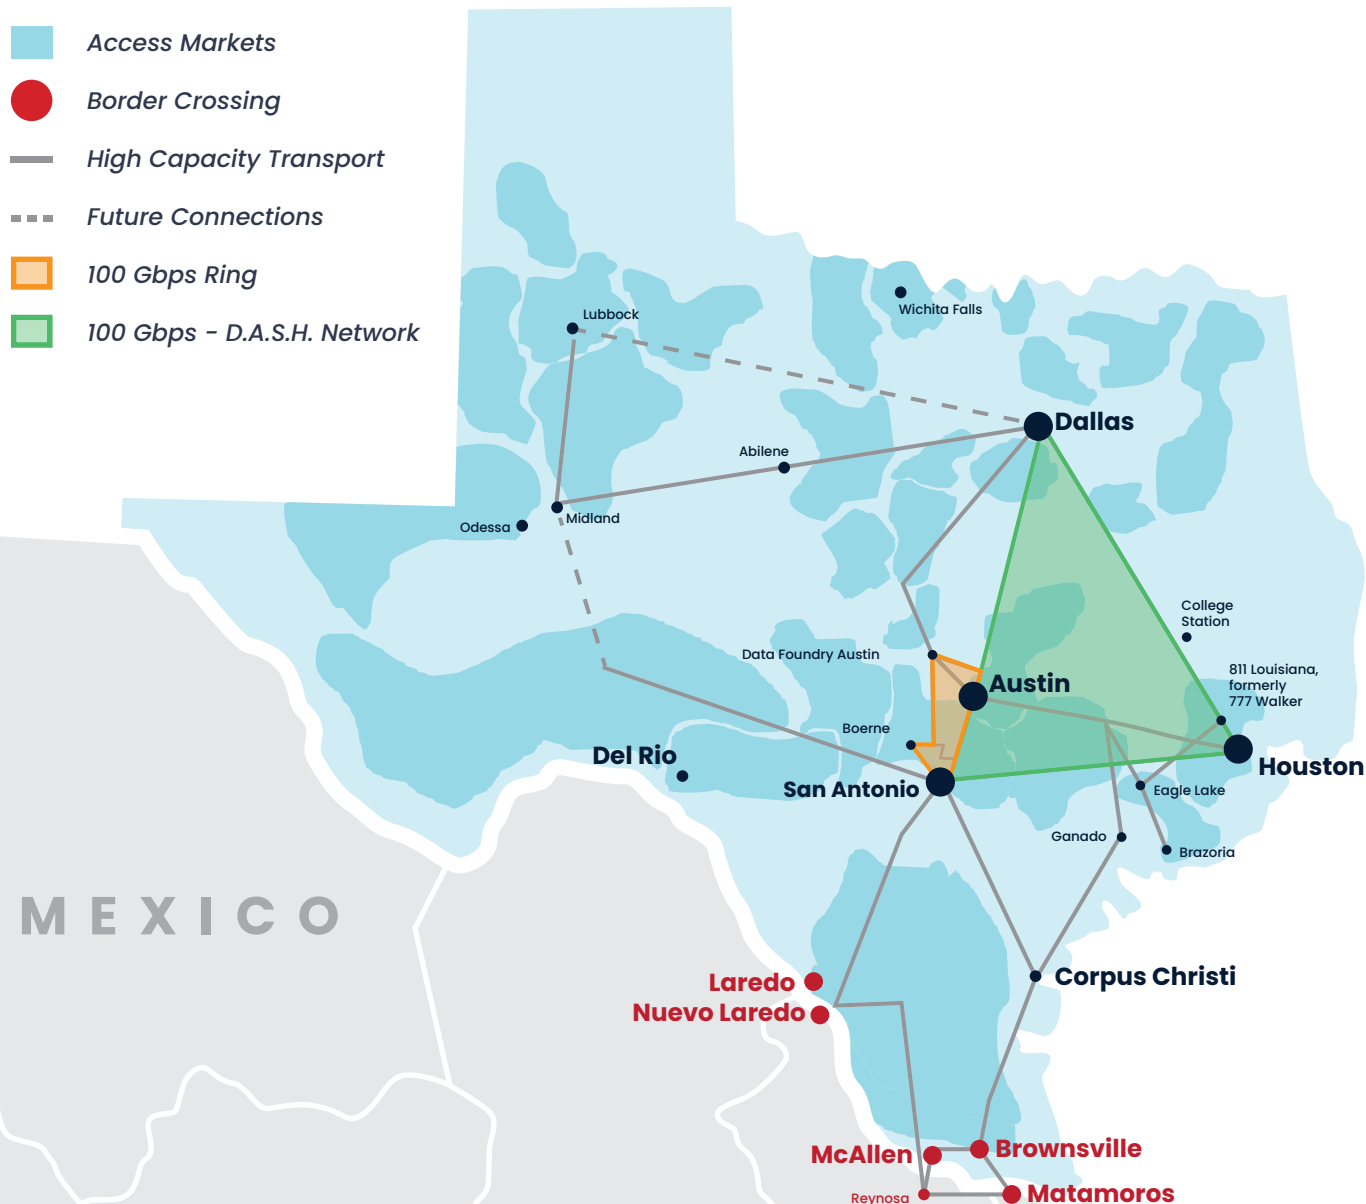 Access Markets
Border Crossing
High Capacity Transport
Future Connections
100 Gbps Ring
100 Gbps - D.A.S.H. Network
Lubbock
Wichita Falls
Dallas
Abilene
Odessa
Midland
College
Station
Data Foundry Austin
811 Louisiana,
formerly
777 Walker
Austin
Boerne
Del Rio
Houston
San Antonio
Eagle Lake
Ganado
Brazoria
MEXICO
Laredo
Corpus Christi
Nuevo Laredo
McAllen
Brownsville
Reynosa
Matamoros